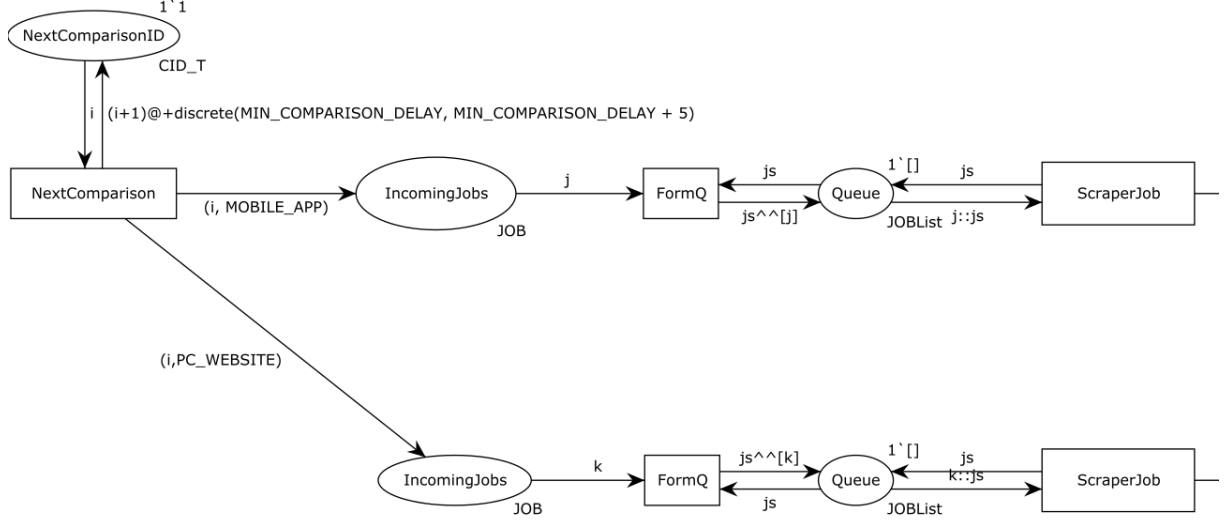 1`1
NextComparisonID
CID_T
i
(i+1)@+discrete(MIN_COMPARISON_DELAY, MIN_COMPARISON_DELAY + 5)
NextComparison
(i, MOBILE_APP)
IncomingJobs
JOB
j
FormQ
js
js^^[j]
1`[]
Queue
JOBList
js
j::js
ScraperJob
(i,PC_WEBSITE)
IncomingJobs
JOB
k
FormQ
js^^[k]
js
1`[]
Queue
JOBList
js
k::js
ScraperJob